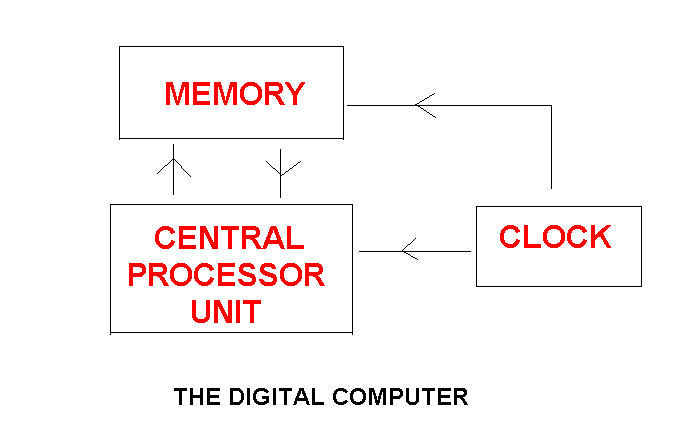 MEMORY
CENTRAL
PROCESSOR
UNIT
CLOCK
THE DIGITAL COMPUTER